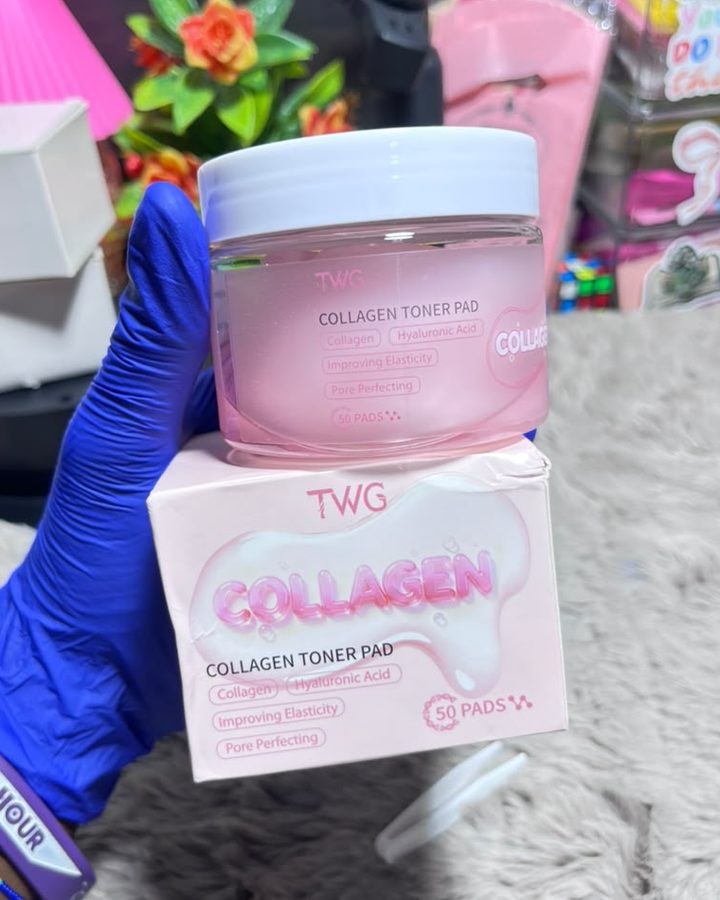 TWG
COLLAGEN TONER PAD
Collagen Hyaluronic Acid
Improving Elasticity
Pore Perfecting
50 PADS
TWG
COLLAGEN
COLLAGEN TONER PAD
Collagen Hyaluronic Acid
Improving Elasticity
Pore Perfecting
50 PADS
HOUR
DO